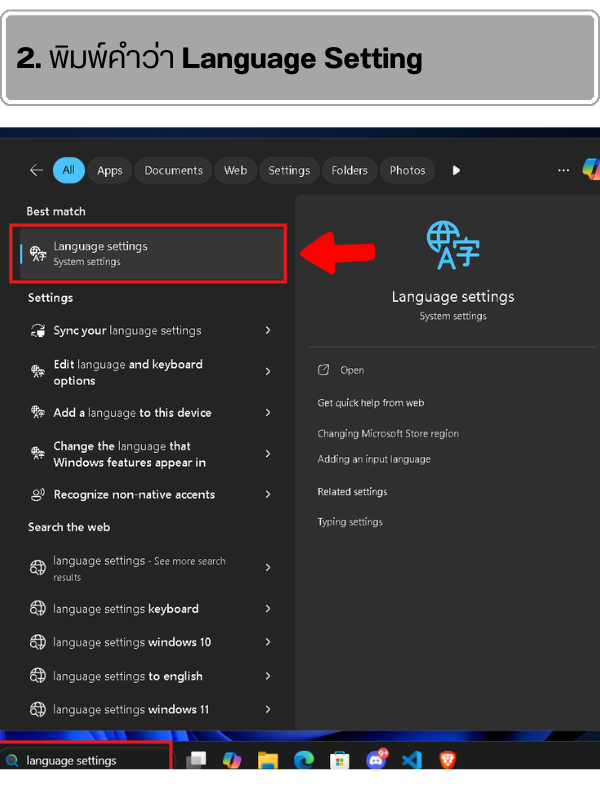 2. พิมพ์คำว่า Language Setting
All
Apps
Documents
Web
Settings
Folders
Photos
Best match
Language settings
System settings
Settings
Sync your language settings
Edit language and keyboard
options
Add a language to this device
Change the language that
Windows features appear in
Recognize non-native accents
Search the web
language settings - See more search
results
language settings keyboard
language settings windows 10
language settings to english
language settings windows 11
Language settings
System settings
Open
Get quick help from web
Changing Microsoft Store region
Adding an input language
Related settings
Typing settings
language settings
9+